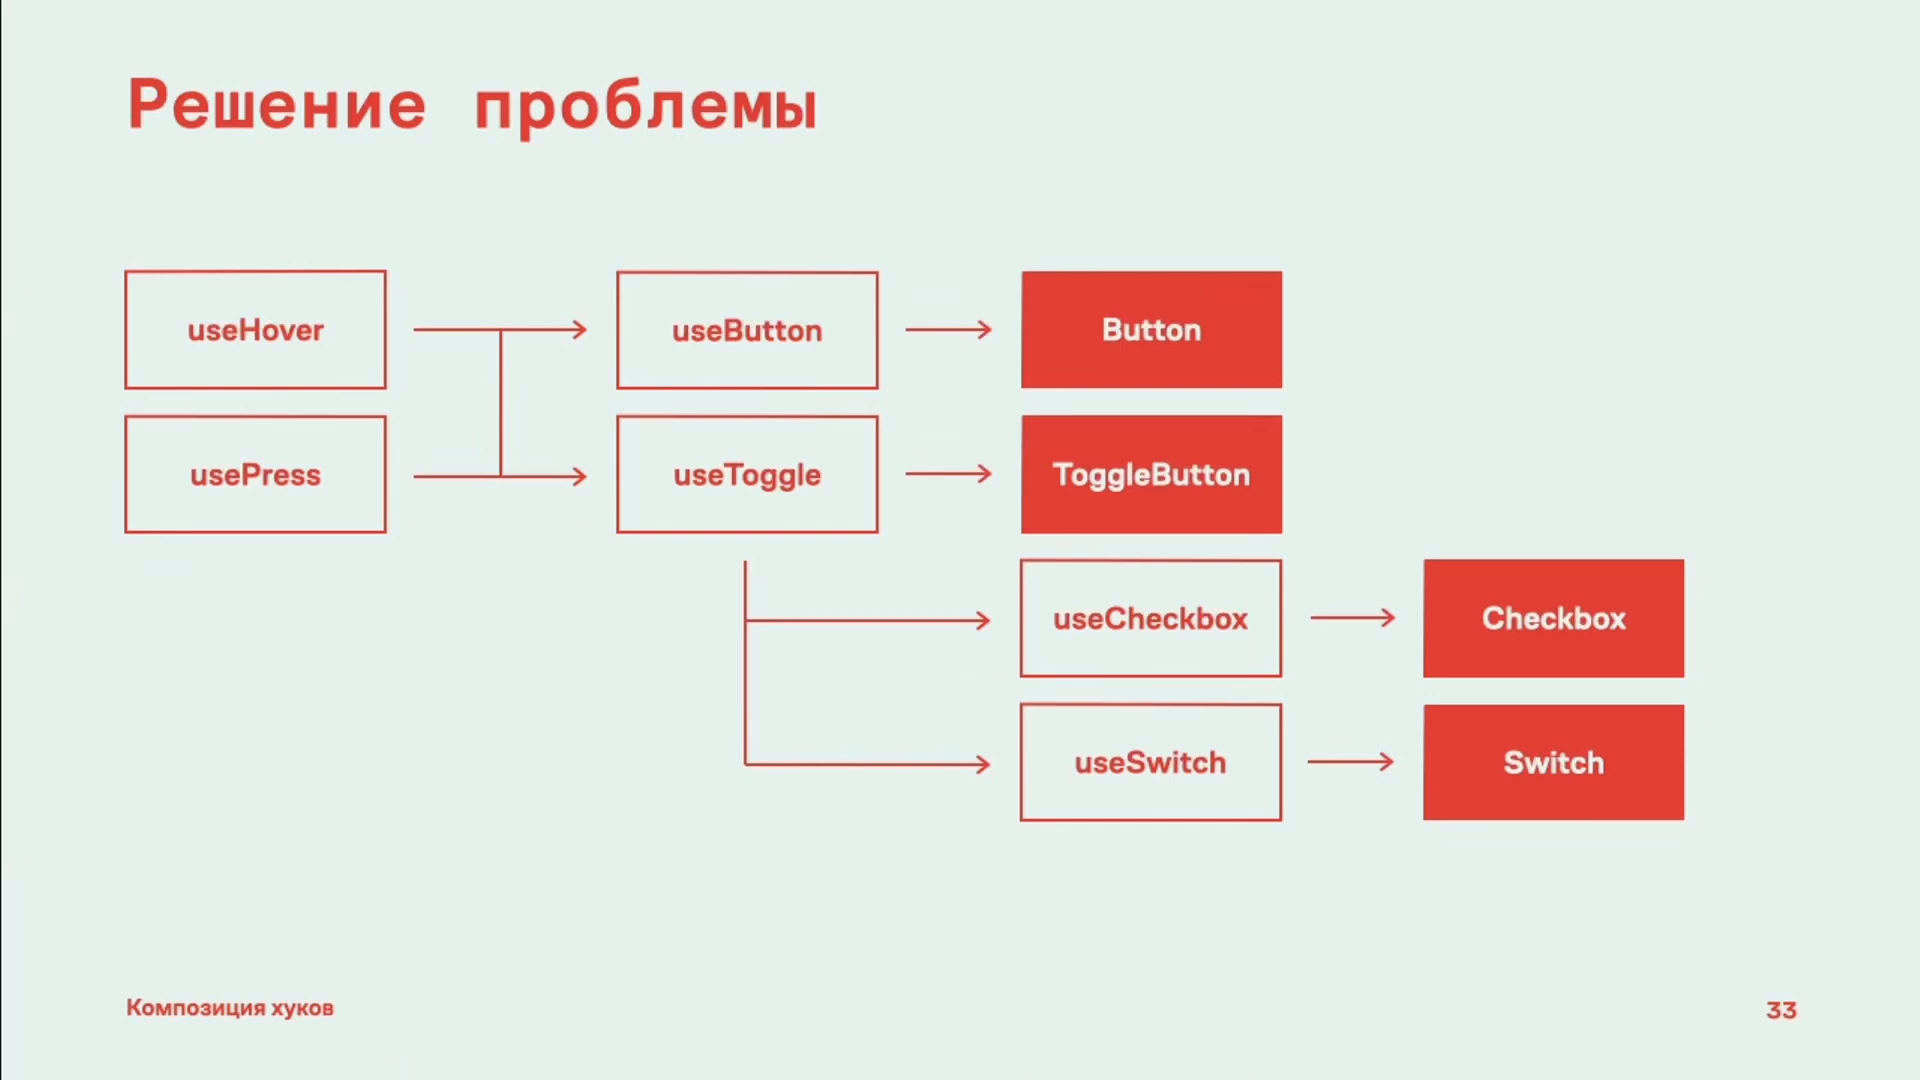 Решение проблемы
useHover
useButton
Button
usePress
useToggle
ToggleButton
useCheckbox
Checkbox
useSwitch
Switch
Композиция хуков
33